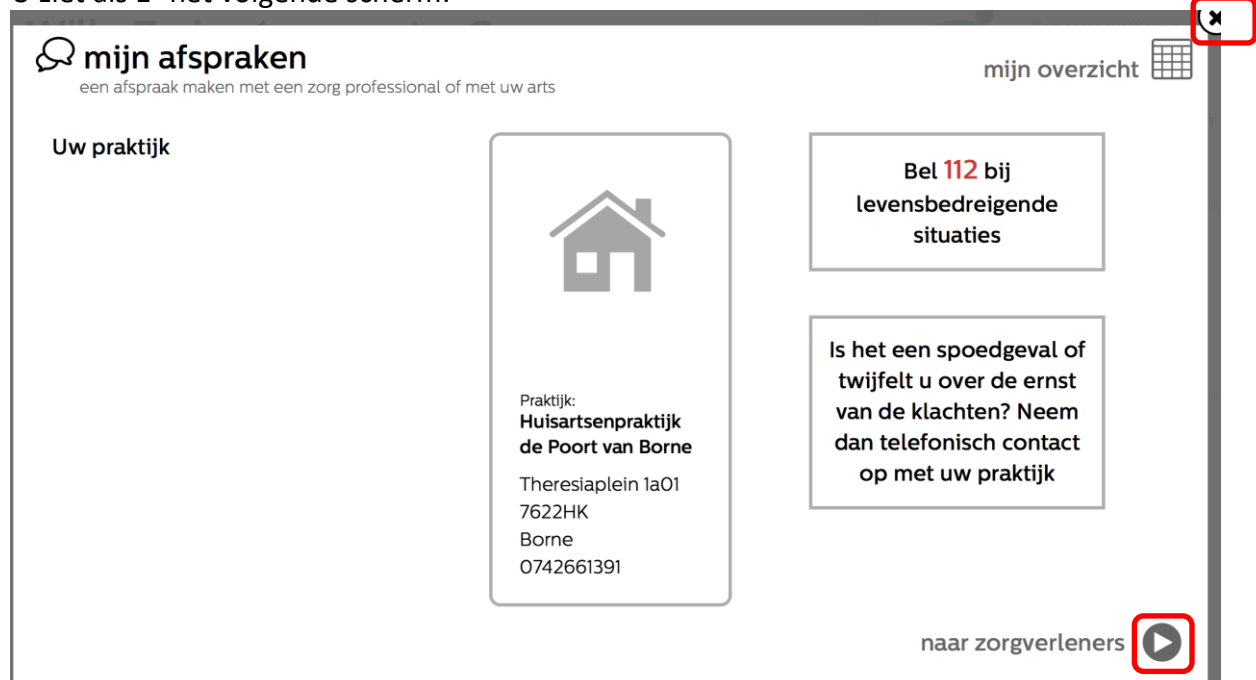 mijn afspraken
een afspraak maken met een zorg professional of met uw arts
mijn overzicht
Uw praktijk
Praktijk:
Huisartsenpraktijk
de Poort van Borne
Theresiaplein 1a01
7622HK
Borne
0742661391
Bel 112 bij
levensbedreigende
situaties
Is het een spoedgeval of
twijfelt u over de ernst
van de klachten? Neem
dan telefonisch contact
op met uw praktijk
naar zorgverleners